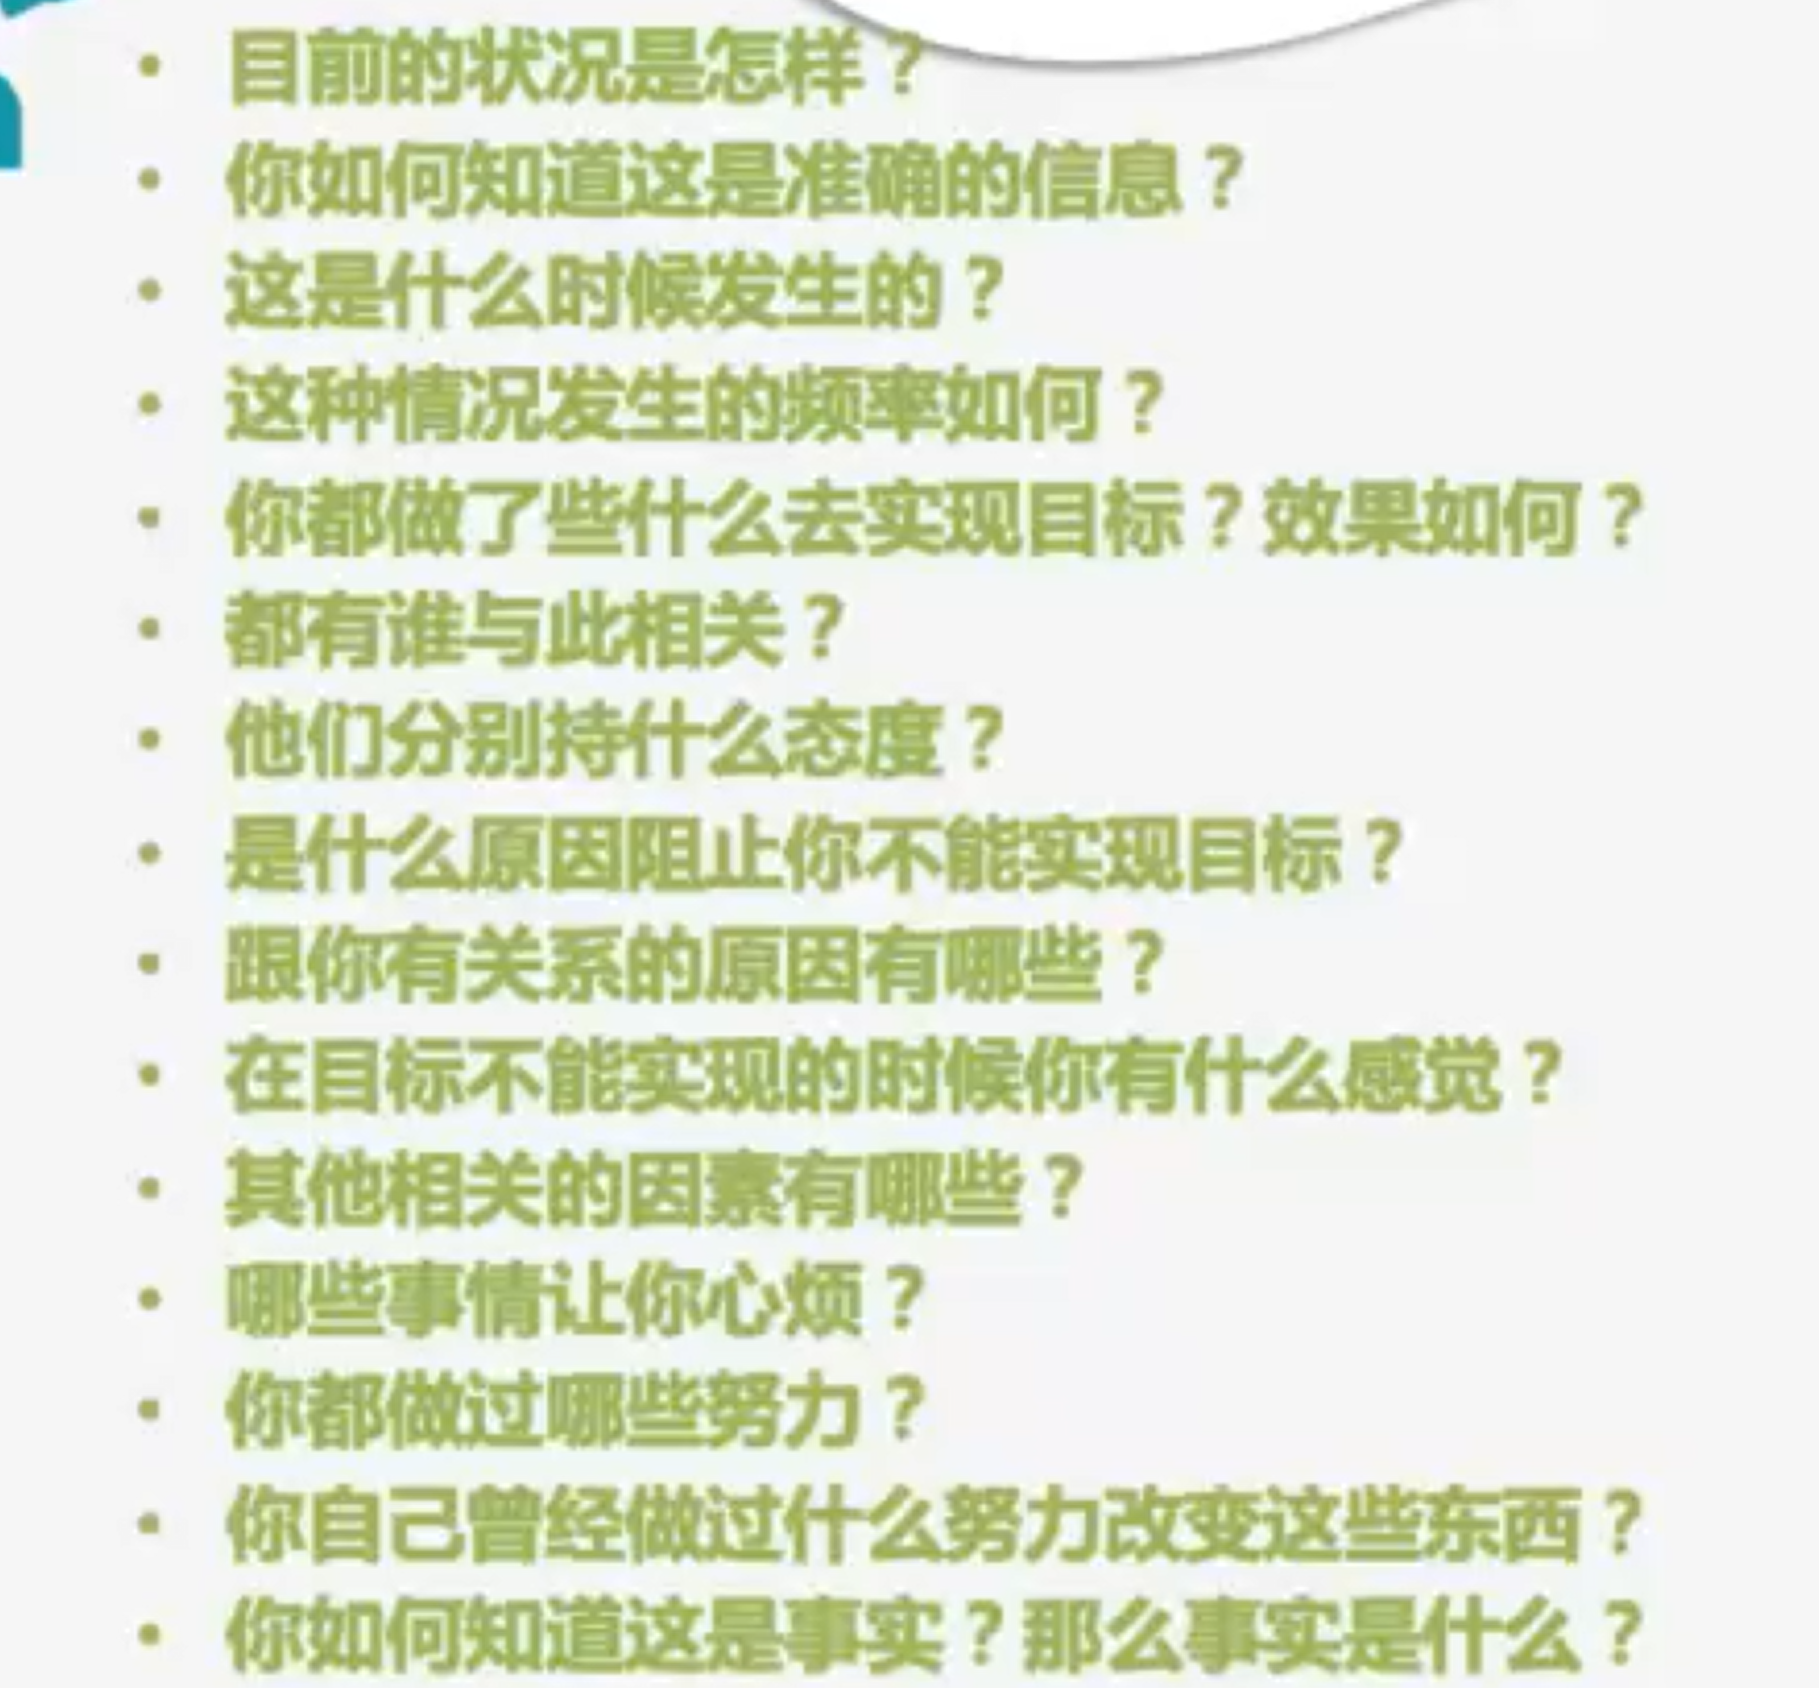 • 目前的状况是怎样？
• 你如何知道这是准确的信息？
• 这是什么时候发生的？
• 这种情况发生的频率如何？
• 你都做了些什么去实现目标？效果如何？
• 都有谁与此相关？
• 他们分别持什么态度？
• 是什么原因阻止你不能实现目标？
• 跟你有关系的原因有哪些？
• 在目标不能实现的时候你有什么感觉？
• 其他相关的因素有哪些？
• 哪些事情让你心烦？
• 你都做过哪些努力？
• 你自己曾经做过什么努力改变这些东西？
• 你如何知道这是事实？那么事实是什么？